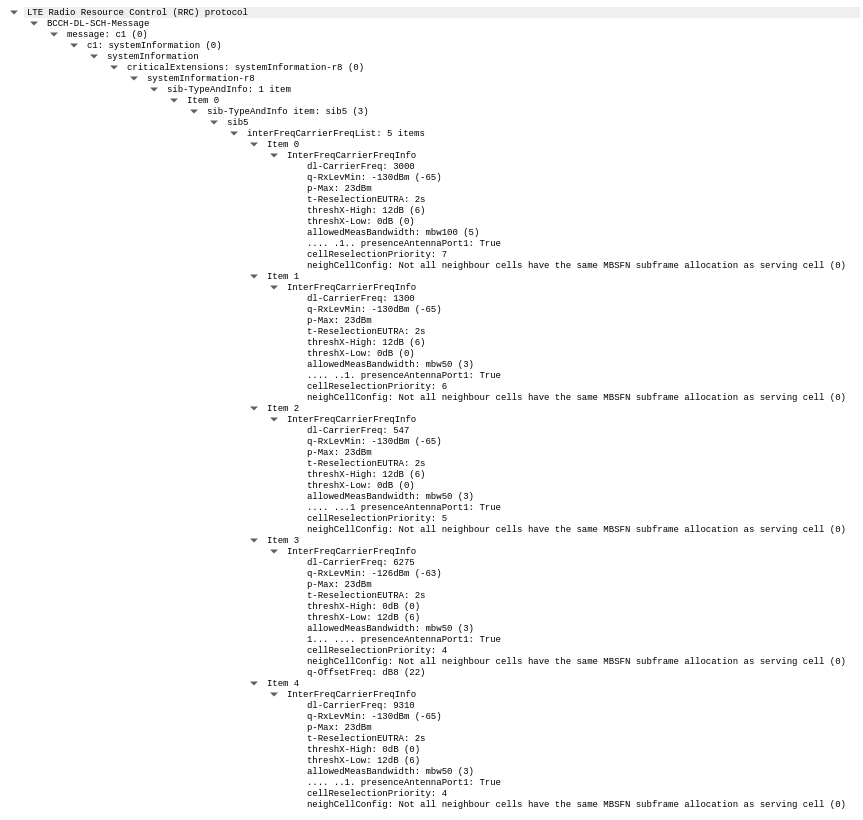 LTE Radio Resource Control (RRC) protocol
BCCH-DL-SCH-Message
message: c1 (0)
c1: systemInformation (0)
systemInformation
criticalExtensions: systemInformation-r8 (0)
systemInformation-r8
sib-TypeAndInfo: 1 item
Item 0
sib-TypeAndInfo item: sib5 (3)
sib5
interFreqCarrierFreqList: 5 items
Item 0
InterFreqCarrierFreqInfo
dl-CarrierFreq: 3000
q-RxLevMin: -130dBm (-65)
p-Max: 23dBm
t-ReselectionEUTRA: 2s
threshX-High: 12dB (6)
threshX-Low: 0dB (0)
allowedMeasBandwidth: mbw100 (5)
.... .1.. presenceAntennaPort1: True
cellReselectionPriority: 7
neighCellConfig: Not all neighbour cells have the same MBSFN subframe allocation as serving cell (0)
Item 1
InterFreqCarrierFreqInfo
dl-CarrierFreq: 1300
q-RxLevMin: -130dBm (-65)
p-Max: 23dBm
t-ReselectionEUTRA: 2s
threshX-High: 12dB (6)
threshX-Low: 0dB (0)
allowedMeasBandwidth: mbw50 (3)
.... ..1. presenceAntennaPort1: True
cellReselectionPriority: 6
neighCellConfig: Not all neighbour cells have the same MBSFN subframe allocation as serving cell (0)
Item 2
InterFreqCarrierFreqInfo
dl-CarrierFreq: 547
q-RxLevMin: -130dBm (-65)
p-Max: 23dBm
t-ReselectionEUTRA: 2s
threshX-High: 12dB (6)
threshX-Low: 0dB (0)
allowedMeasBandwidth: mbw50 (3)
.... ...1 presenceAntennaPort1: True
cellReselectionPriority: 5
neighCellConfig: Not all neighbour cells have the same MBSFN subframe allocation as serving cell (0)
Item 3
InterFreqCarrierFreqInfo
dl-CarrierFreq: 6275
q-RxLevMin: -126dBm (-63)
p-Max: 23dBm
t-ReselectionEUTRA: 2s
threshX-High: 0dB (0)
threshX-Low: 12dB (6)
allowedMeasBandwidth: mbw50 (3)
1... .... presenceAntennaPort1: True
cellReselectionPriority: 4
neighCellConfig: Not all neighbour cells have the same MBSFN subframe allocation as serving cell (0)
q-OffsetFreq: dB8 (22)
Item 4
InterFreqCarrierFreqInfo
dl-CarrierFreq: 9310
q-RxLevMin: -130dBm (-65)
p-Max: 23dBm
t-ReselectionEUTRA: 2s
threshX-High: 0dB (0)
threshX-Low: 12dB (6)
allowedMeasBandwidth: mbw50 (3)
.... ..1. presenceAntennaPort1: True
cellReselectionPriority: 4
neighCellConfig: Not all neighbour cells have the same MBSFN subframe allocation as serving cell (0)